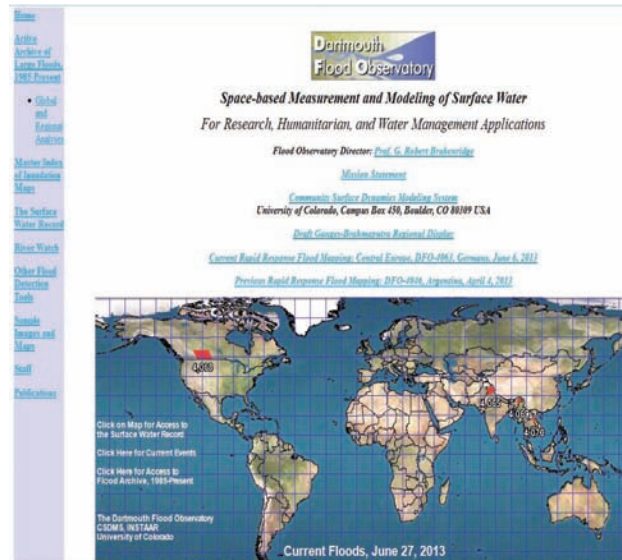 Home
Active
Archive of
Large Floods,
1985-Present
Global
and
Regional
Analyses
Master Index
of Inundation
Maps
The Surface
Water Record
River Watch
Other Flood
Detection
Tools
Sample
Images and
Maps
Staff
Publications
Dartmouth
Flood Observatory
Space-based Measurement and Modeling of Surface Water
For Research, Humanitarian, and Water Management Applications
Flood Observatory Director: Prof. G. Robert Brakenridge
Mission Statement
Community Surface Dynamics Modeling System
University of Colorado, Campus Box 450, Boulder, CO 80309 USA
Draft Ganges-Brahmaputra Regional Display
Current Rapid Response Flood Mapping: Central Europe, DFO-4061, Germany, June 6, 2013
Previous Rapid Response Flood Mapping: DFO-4046, Argentina, April 4, 2013
Click on Map for Access to
the Surface Water Record
Click Here for Current Events
Click Here for Access to
Flood Archive, 1985-Present
The Dartmouth Flood Observatory
CSDMS, INSTAAR
University of Colorado
Current Floods, June 27, 2013